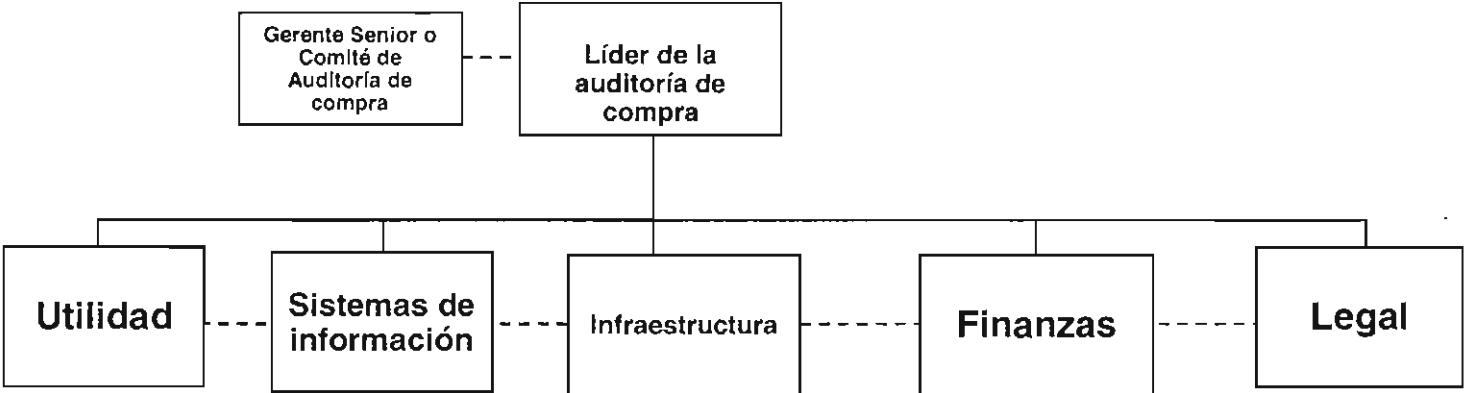 Gerente Senior o
Comité de
Auditoría de
compra
Líder de la
auditoría de
compra
Utilidad
Sistemas de
información
Infraestructura
Finanzas
Legal